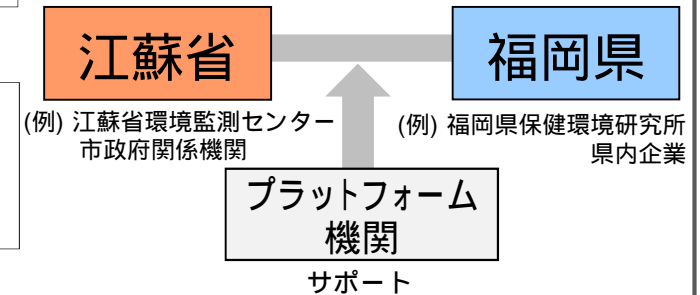 江蘇省
福岡県
(例) 江蘇省環境監測センター
市政府関係機関
(例) 福岡県保健環境研究所
県内企業
プラットフォーム
機関
サポート